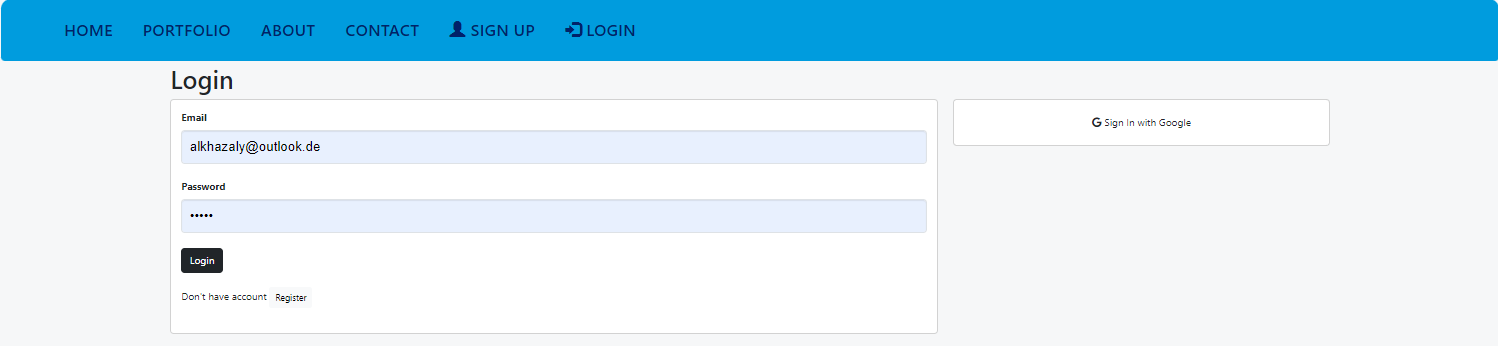 HOME PORTFOLIO ABOUT CONTACT SIGN UP LOGIN
Login
Email
alkhazaly@outlook.de
Password
•••••
Login
Don't have account Register
Sign In with Google